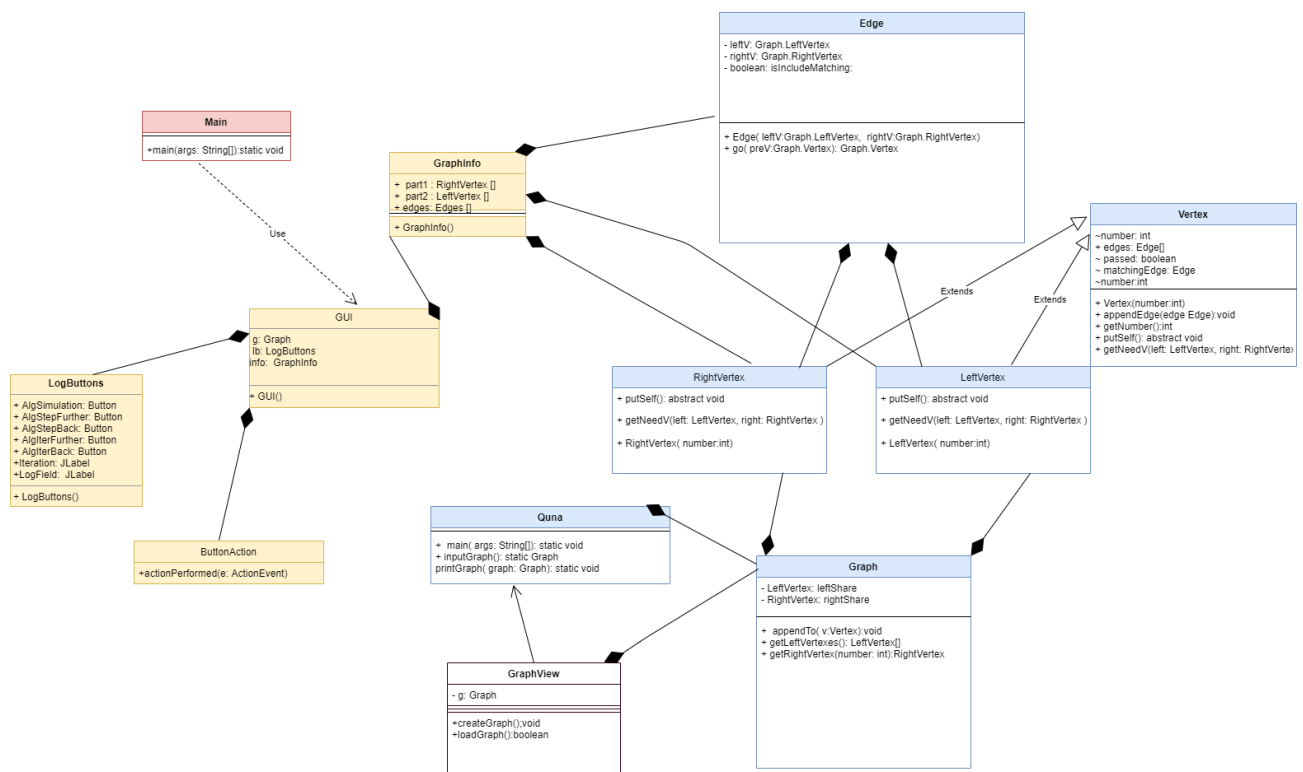 Edge
- leftV: Graph.LeftVertex
- rightV: Graph.RightVertex
- boolean: isIncludeMatching:
+ Edge( leftV:Graph.LeftVertex, rightV:Graph.RightVertex)
+ go( preV:Graph.Vertex): Graph.Vertex
Main
+main(args: String[]):static void
Use
GraphInfo
+ part1 : RightVertex []
+ part2 : LeftVertex []
+ edges: Edges []
+ GraphInfo()
Vertex
~number: int
+ edges: Edge[]
~ passed: boolean
~ matchingEdge: Edge
~number:int
+ Vertex(number:int)
+ appendEdge(edge Edge):void
+ getNumber():int
+ putSelf(): abstract void
+ getNeedV(left: LeftVertex, right: RightVerte
Extends
Extends
GUI
g: Graph
lb: LogButtons
info: GraphInfo
+ GUI()
LogButtons
+ AlgSimulation: Button
+ AlgStepFurther: Button
+ AlgStepBack: Button
+ AlgIterFurther: Button
+ AlgIterBack: Button
+Iteration: JLabel
+LogField: JLabel
+ LogButtons()
RightVertex
+ putSelf(): abstract void
+ getNeedV(left: LeftVertex, right: RightVertex )
+ RightVertex( number:int)
LeftVertex
+ putSelf(): abstract void
+ getNeedV(left: LeftVertex, right: RightVertex )
+ LeftVertex( number:int)
ButtonAction
+actionPerformed(e: ActionEvent)
Quna
+ main( args: String[]): static void
+ inputGraph(): static Graph
printGraph( graph: Graph): static void
Graph
- LeftVertex: leftShare
- RightVertex: rightShare
+ appendTo( v:Vertex):void
+ getLeftVertexes(): LeftVertex[]
+ getRightVertex(number: int):RightVertex
GraphView
- g: Graph
+createGraph();void
+loadGraph():boolean